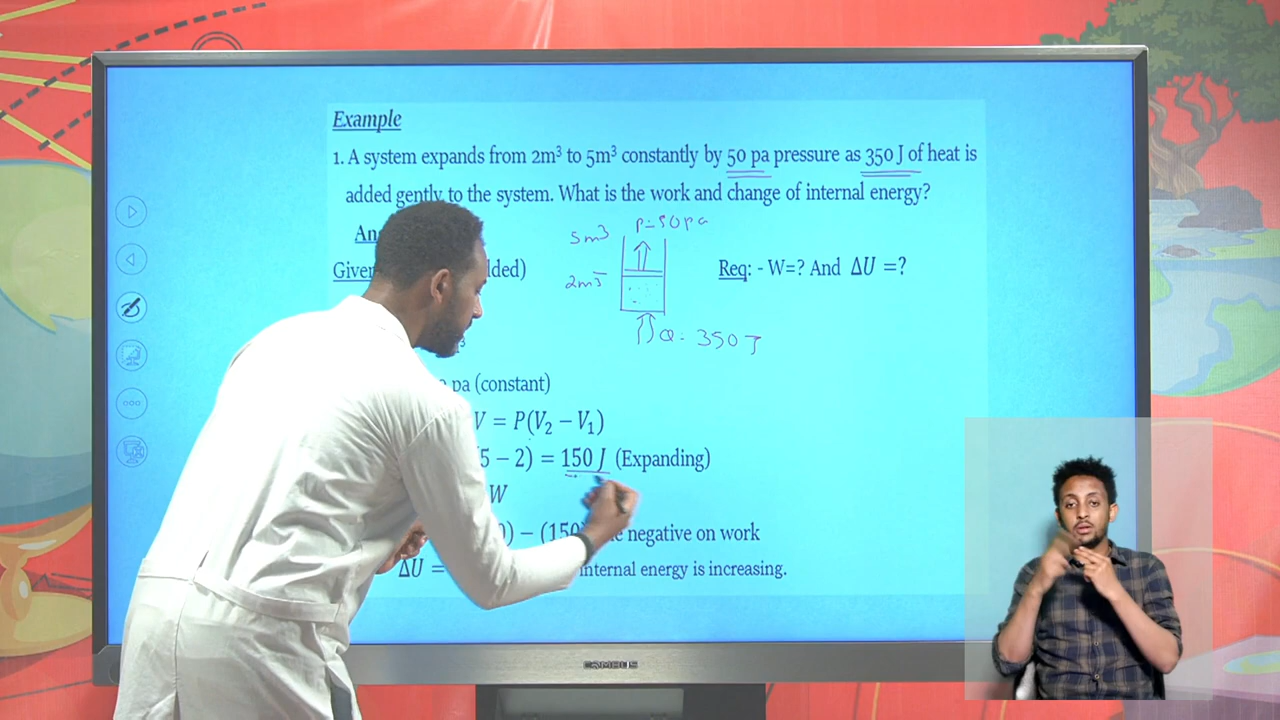 Example
1. A system expands from 2m³ to 5m³ constantly by 50 pa pressure as 350 J of heat is
added gently to the system. What is the work and change of internal energy?
5m³ P=50pa
2m³
Req: - W=? And ΔU =?
Q: 350J
pa (constant)
V = P(V₂ − V₁)
5 − 2) = 150 J (Expanding)
W
) − (150) negative on work
ΔU = internal energy is increasing.